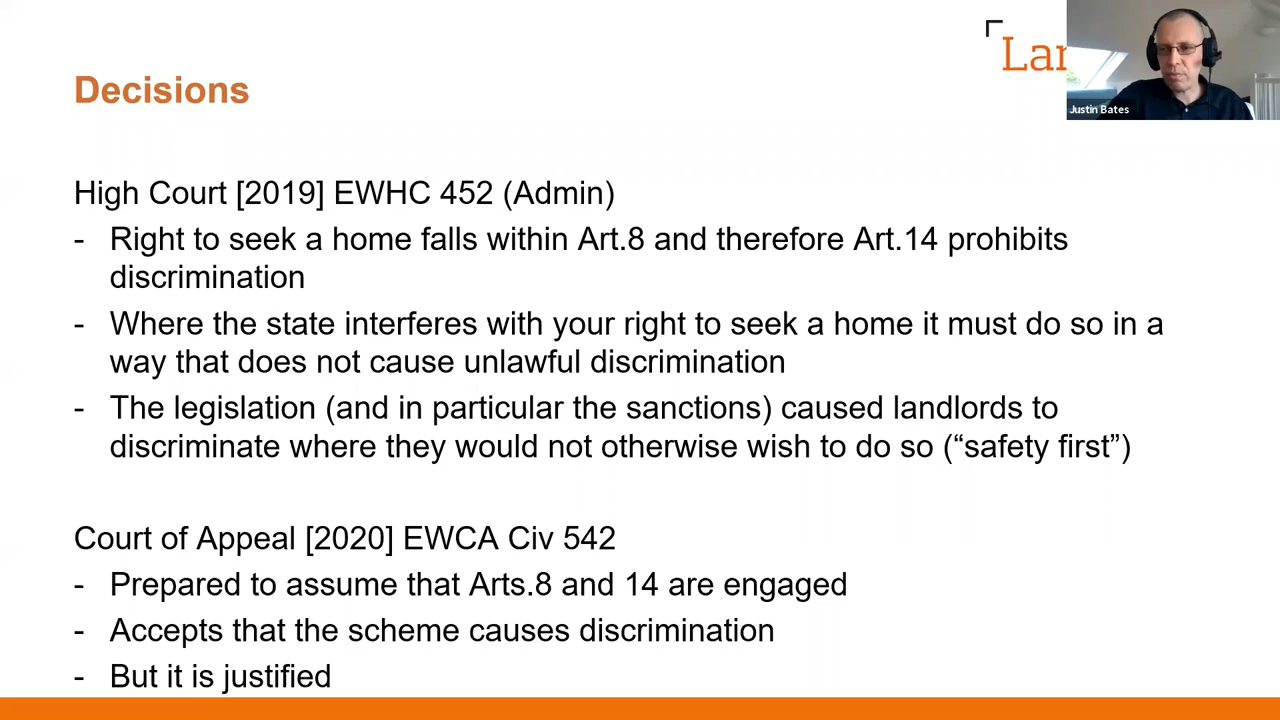 Lan
Justin Bates
Decisions
High Court [2019] EWHC 452 (Admin)
- Right to seek a home falls within Art.8 and therefore Art.14 prohibits
discrimination
- Where the state interferes with your right to seek a home it must do so in a
way that does not cause unlawful discrimination
- The legislation (and in particular the sanctions) caused landlords to
discriminate where they would not otherwise wish to do so (“safety first”)
Court of Appeal [2020] EWCA Civ 542
- Prepared to assume that Arts.8 and 14 are engaged
- Accepts that the scheme causes discrimination
- But it is justified